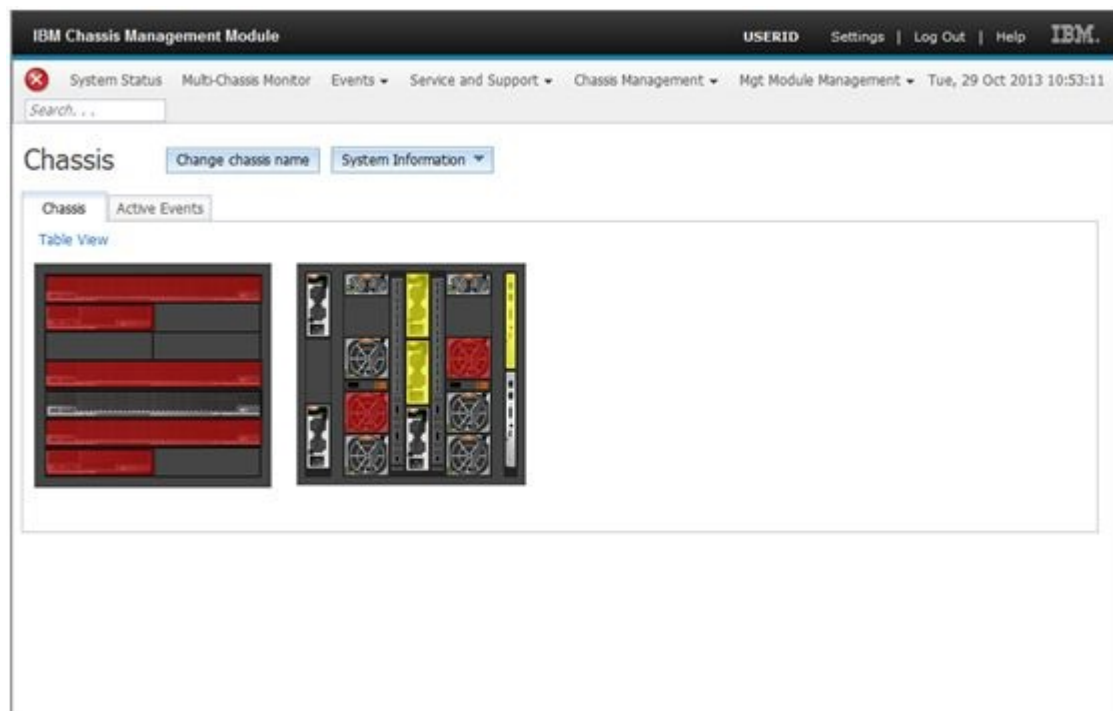 IBM Chassis Management Module USERID Settings | Log Out | Help IBM.
System Status Multi-Chassis Monitor Events Service and Support Chassis Management Mgt Module Management Tue, 29 Oct 2013 10:53:11
Search. . .
Chassis Change chassis name System Information
Chassis Active Events
Table View